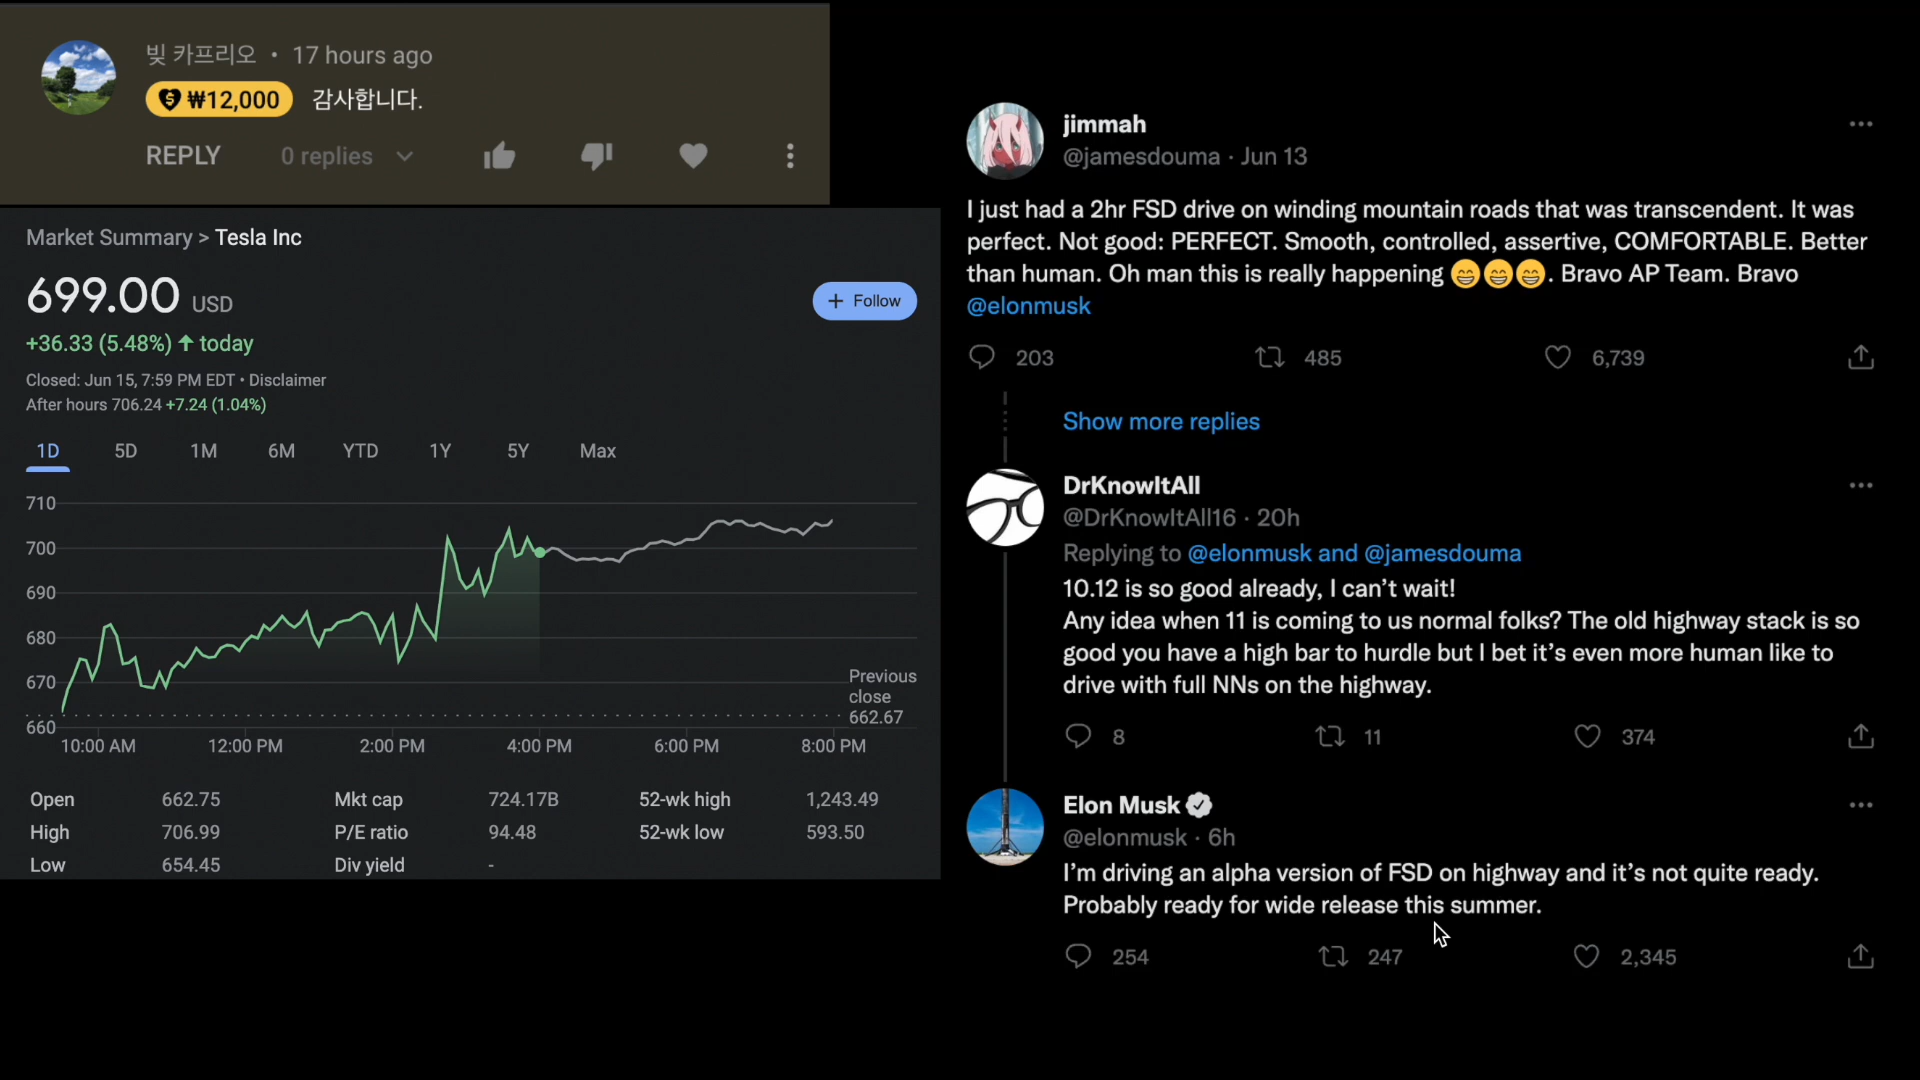 빚 카프리오 • 17 hours ago
₩12,000 감사합니다.
REPLY 0 replies
Market Summary > Tesla Inc
699.00 USD
+ Follow
+36.33 (5.48%) ↑ today
Closed: Jun 15, 7:59 PM EDT • Disclaimer
After hours 706.24 +7.24 (1.04%)
1D 5D 1M 6M YTD 1Y 5Y Max
710
700
690
680
670
660
Previous
close
662.67
10:00 AM 12:00 PM 2:00 PM 4:00 PM 6:00 PM 8:00 PM
Open 662.75 Mkt cap 724.17B 52-wk high 1,243.49
High 706.99 P/E ratio 94.48 52-wk low 593.50
Low 654.45 Div yield -
jimmah
@jamesdouma · Jun 13
I just had a 2hr FSD drive on winding mountain roads that was transcendent. It was
perfect. Not good: PERFECT. Smooth, controlled, assertive, COMFORTABLE. Better
than human. Oh man this is really happening 😁😁😁. Bravo AP Team. Bravo
@elonmusk
203 485 6,739
Show more replies
DrKnowItAll
@DrKnowItAll16 · 20h
Replying to @elonmusk and @jamesdouma
10.12 is so good already, I can't wait!
Any idea when 11 is coming to us normal folks? The old highway stack is so
good you have a high bar to hurdle but I bet it's even more human like to
drive with full NNs on the highway.
8 11 374
Elon Musk
@elonmusk · 6h
I'm driving an alpha version of FSD on highway and it's not quite ready.
Probably ready for wide release this summer.
254 247 2,345